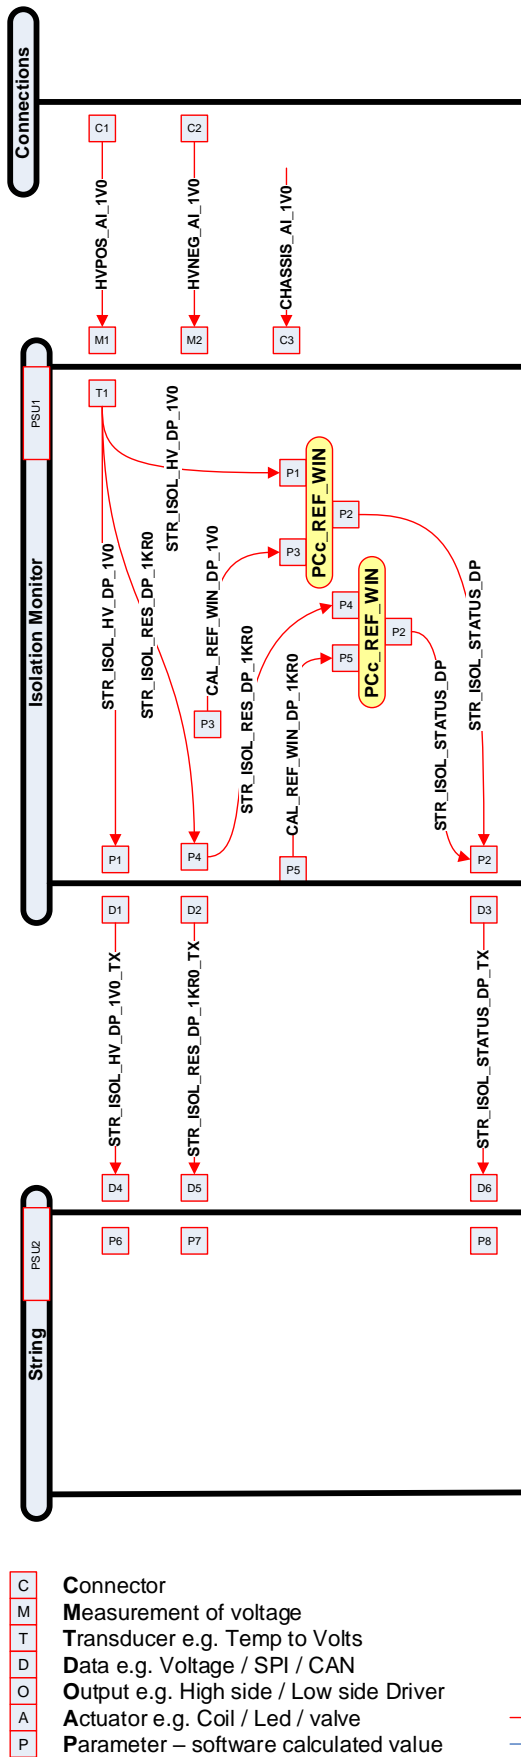 Connections
C1
C2
HVPOS_AI_1V0
HVNEG_AI_1V0
CHASSIS_AI_1V0
M1
M2
C3
PSU1
Isolation Monitor
T1
STR_ISOL_HV_DP_1V0
P1
PCc_REF_WIN
P2
P3
CAL_REF_WIN_DP_1V0
STR_ISOL_HV_DP_1V0
STR_ISOL_RES_DP_1KR0
P4
PCc_REF_WIN
P2
P5
STR_ISOL_STATUS_DP
STR_ISOL_RES_DP_1KR0
CAL_REF_WIN_DP_1KR0
STR_ISOL_STATUS_DP
P3
P1
P4
P5
P2
D1
D2
D3
STR_ISOL_HV_DP_1V0_TX
STR_ISOL_RES_DP_1KR0_TX
STR_ISOL_STATUS_DP_TX
D4
D5
D6
PSU2
String
P6
P7
P8
C Connector
M Measurement of voltage
T Transducer e.g. Temp to Volts
D Data e.g. Voltage / SPI / CAN
O Output e.g. High side / Low side Driver
A Actuator e.g. Coil / Led / valve
P Parameter – software calculated value